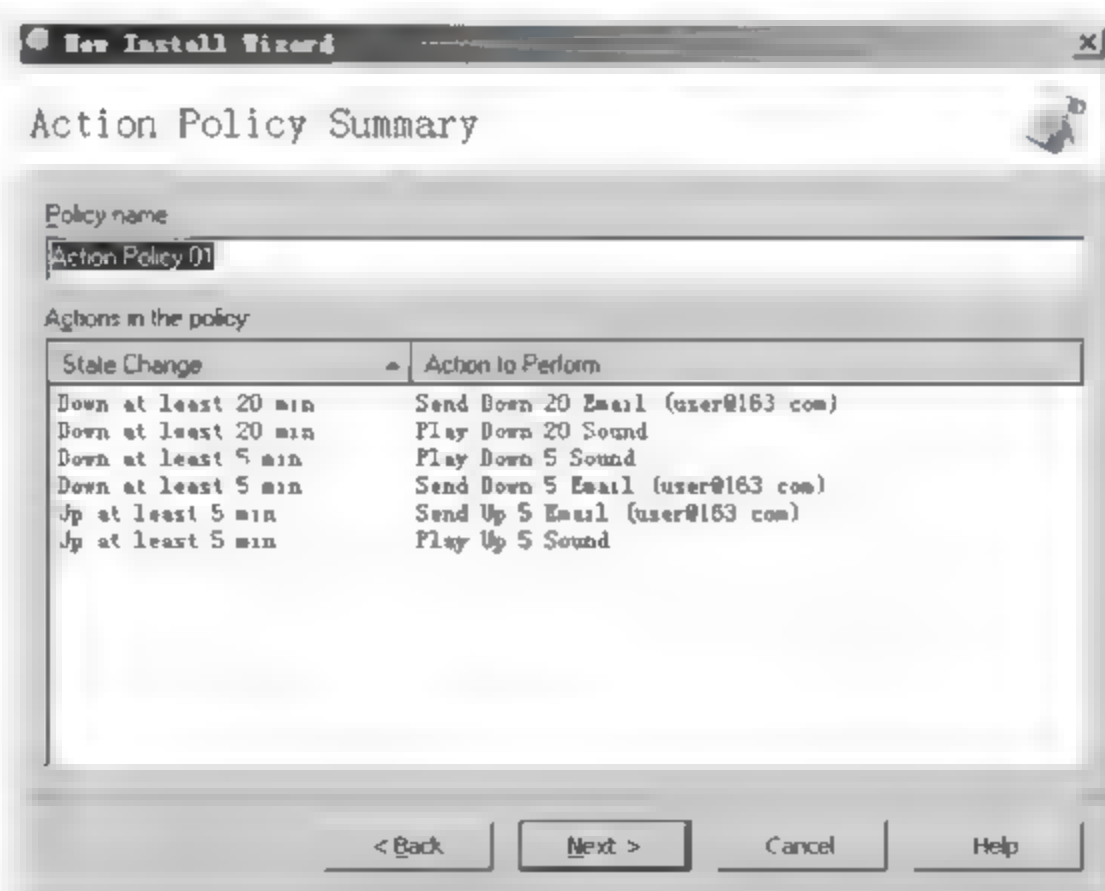 New Install Wizard
Action Policy Summary
Policy name
Action Policy 01
Actions in the policy
State Change Action to Perform
Down at least 20 min Send Down 20 Email (user@163 com)
Down at least 20 min Play Down 20 Sound
Down at least 5 min Play Down 5 Sound
Down at least 5 min Send Down 5 Email (user@163 com)
Up at least 5 min Send Up 5 Email (user@163 com)
Up at least 5 min Play Up 5 Sound
< Back Next > Cancel Help